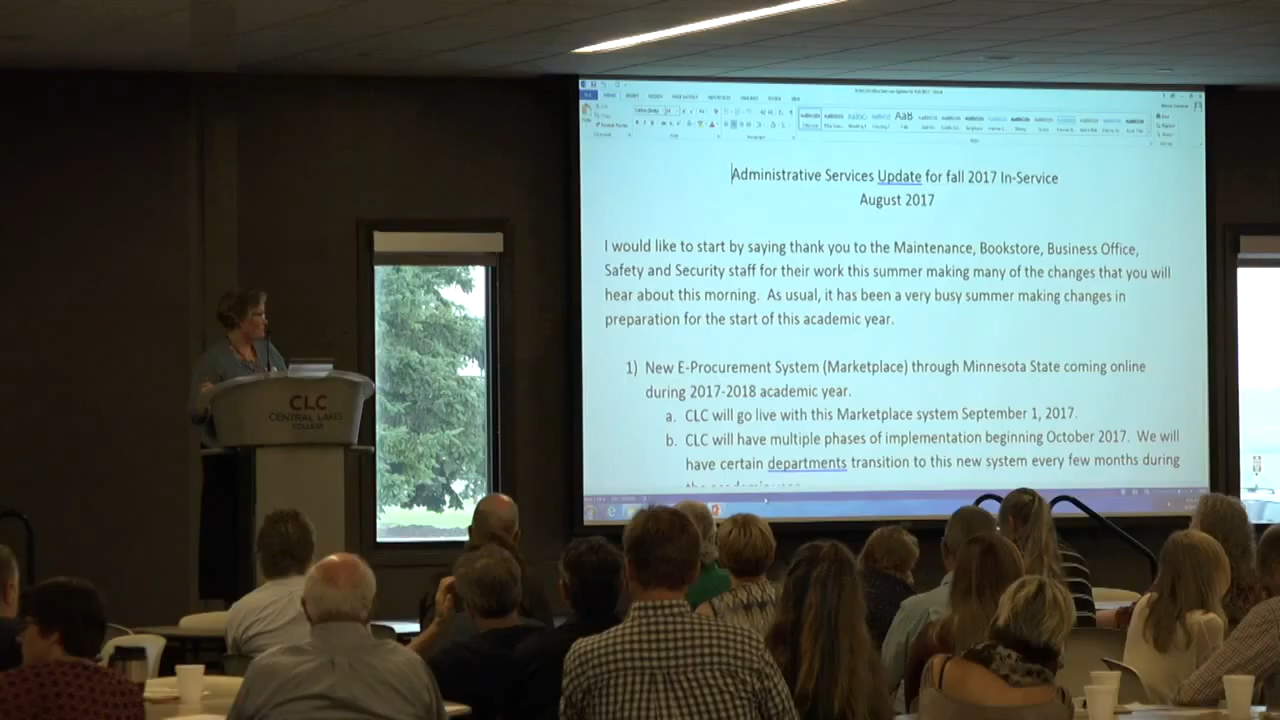 Administrative Services Update for fall 2017 In-Service
August 2017
I would like to start by saying thank you to the Maintenance, Bookstore, Business Office,
Safety and Security staff for their work this summer making many of the changes that you will
hear about this morning. As usual, it has been a very busy summer making changes in
preparation for the start of this academic year.
1) New E-Procurement System (Marketplace) through Minnesota State coming online
during 2017-2018 academic year.
a. CLC will go live with this Marketplace system September 1, 2017.
b. CLC will have multiple phases of implementation beginning October 2017. We will
have certain departments transition to this new system every few months during
CLC
CENTRAL LAKES
COLLEGE